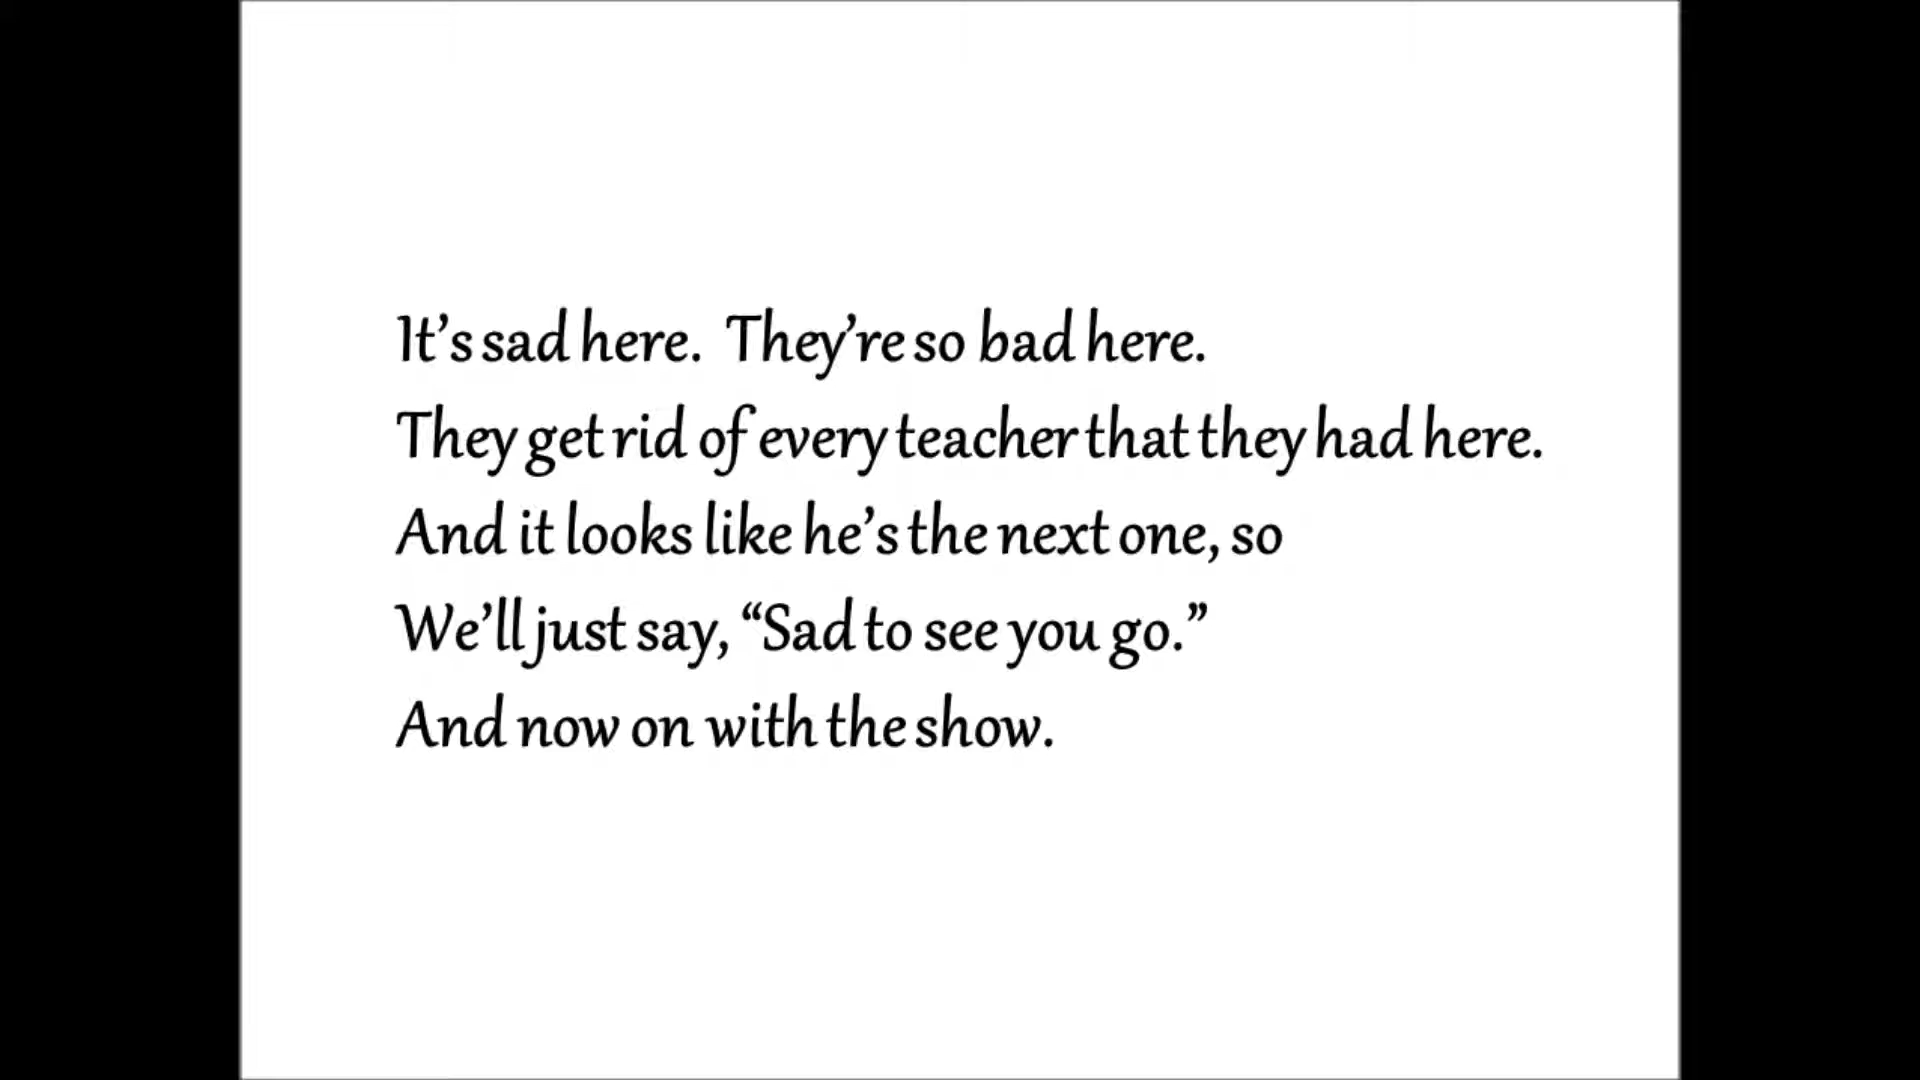 It’s sad here.  They’re so bad here.
They get rid of every teacher that they had here.
And it looks like he’s the next one, so
We’ll just say, “Sad to see you go.”
And now on with the show.